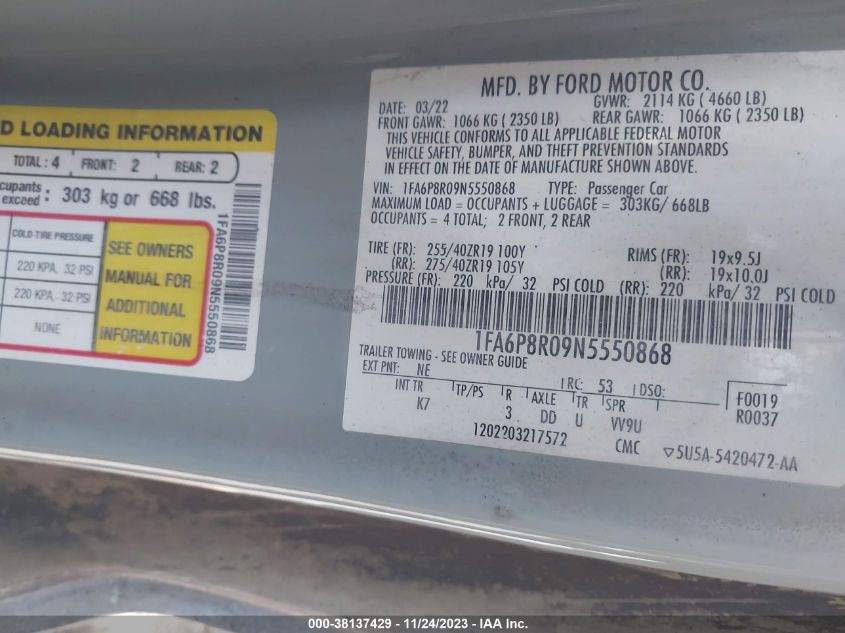 D LOADING INFORMATION
TOTAL: 4 FRONT: 2 REAR: 2
cupants exceed: 303 kg or 668 lbs.
COLD TIRE PRESSURE
220 KPA, 32 PSI
220 KPA, 32 PSI
NONE
SEE OWNERS
MANUAL FOR
ADDITIONAL
INFORMATION
1FA6P8R09N5550868
MFD. BY FORD MOTOR CO.
DATE: 03/22 GVWR: 2114 KG ( 4660 LB)
FRONT GAWR: 1066 KG ( 2350 LB) REAR GAWR: 1066 KG ( 2350 LB)
THIS VEHICLE CONFORMS TO ALL APPLICABLE FEDERAL MOTOR
VEHICLE SAFETY, BUMPER, AND THEFT PREVENTION STANDARDS
IN EFFECT ON THE DATE OF MANUFACTURE SHOWN ABOVE.
VIN: 1FA6P8R09N5550868 TYPE: Passenger Car
MAXIMUM LOAD = OCCUPANTS + LUGGAGE = 303KG/ 668LB
OCCUPANTS = 4 TOTAL; 2 FRONT, 2 REAR
TIRE (FR): 255/40ZR19 100Y RIMS (FR): 19x9.5J
(RR): 275/40ZR19 105Y (RR): 19x10.0J
PRESSURE (FR): 220 kPa/ 32 PSI COLD (RR): 220 kPa/ 32 PSI COLD
1FA6P8R09N5550868
TRAILER TOWING - SEE OWNER GUIDE
EXT PNT: NE RC: 53 DSO: F0019
INT TR TP/PS R AXLE TR SPR R0037
K7 3 DD U VV9U
1202203217572 CMC 5U5A-5420472-AA
000-38137429 - 11/24/2023 - IAA Inc.